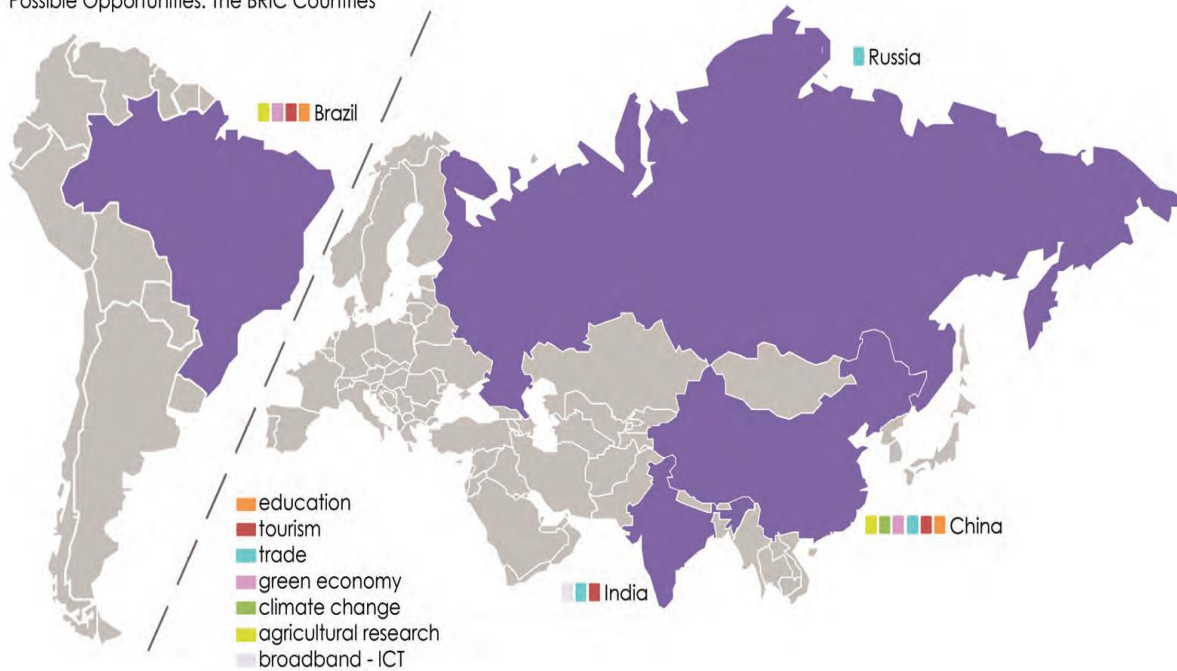 Possible Opportunities: The BRIC Countries
Russia
Brazil
education
tourism
trade
green economy
climate change
agricultural research
broadband - ICT
China
India